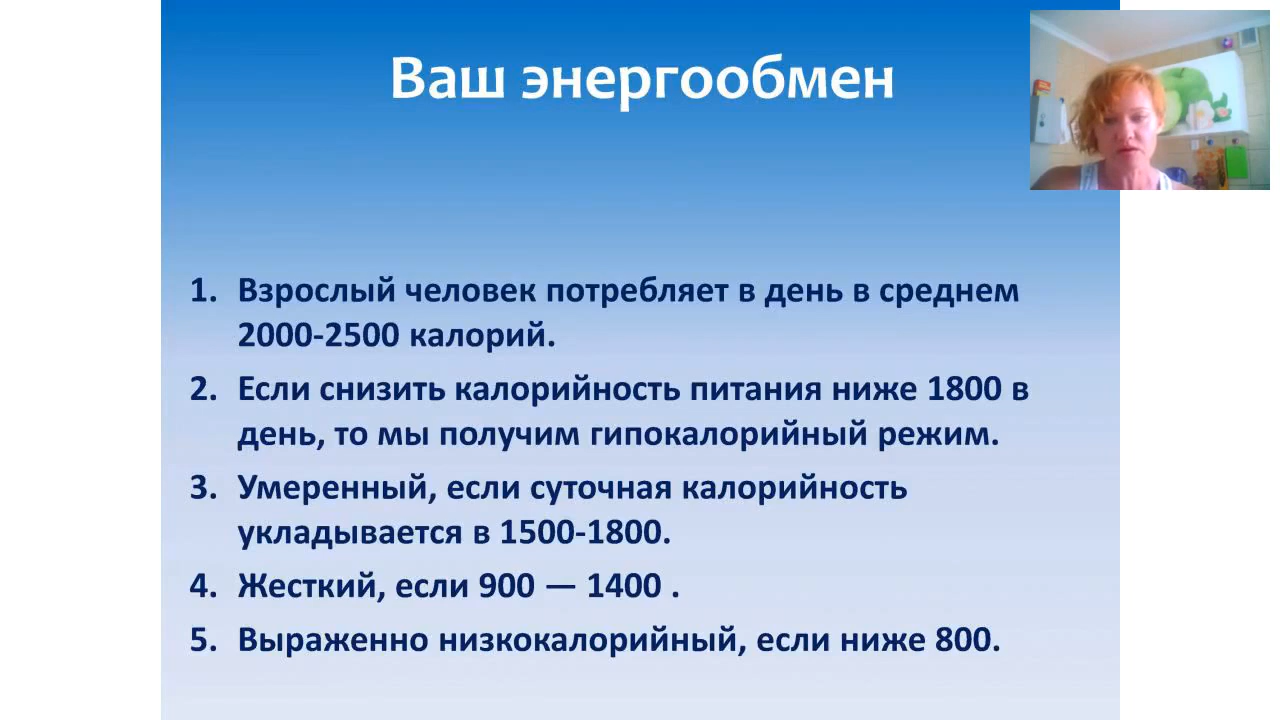 Ваш энергообмен
1. Взрослый человек потребляет в день в среднем
2000-2500 калорий.
2. Если снизить калорийность питания ниже 1800 в
день, то мы получим гипокалорийный режим.
3. Умеренный, если суточная калорийность
укладывается в 1500-1800.
4. Жесткий, если 900 — 1400 .
5. Выраженно низкокалорийный, если ниже 800.